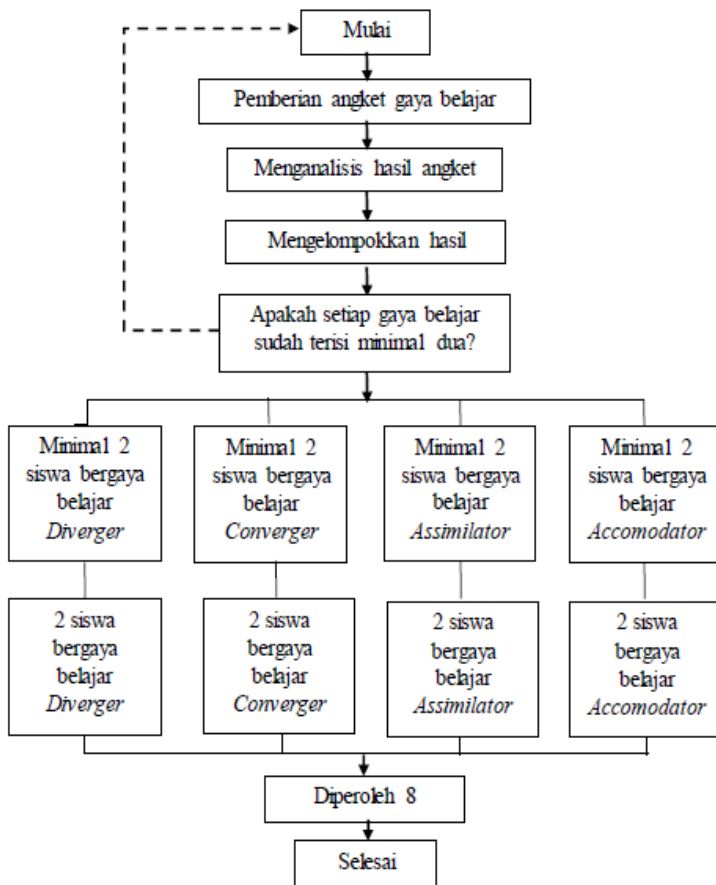 Mulai
Pemberian angket gaya belajar
Menganalisis hasil angket
Mengelompokkan hasil
Apakah setiap gaya belajar
sudah terisi minimal dua?
Minimal 2
siswa bergaya
belajar
Diverger
Minimal 2
siswa bergaya
belajar
Converger
Minimal 2
siswa bergaya
belajar
Assimilator
Minimal 2
siswa bergaya
belajar
Accomodator
2 siswa
bergaya
belajar
Diverger
2 siswa
bergaya
belajar
Converger
2 siswa
bergaya
belajar
Assimilator
2 siswa
bergaya
belajar
Accomodator
Diperoleh 8
Selesai